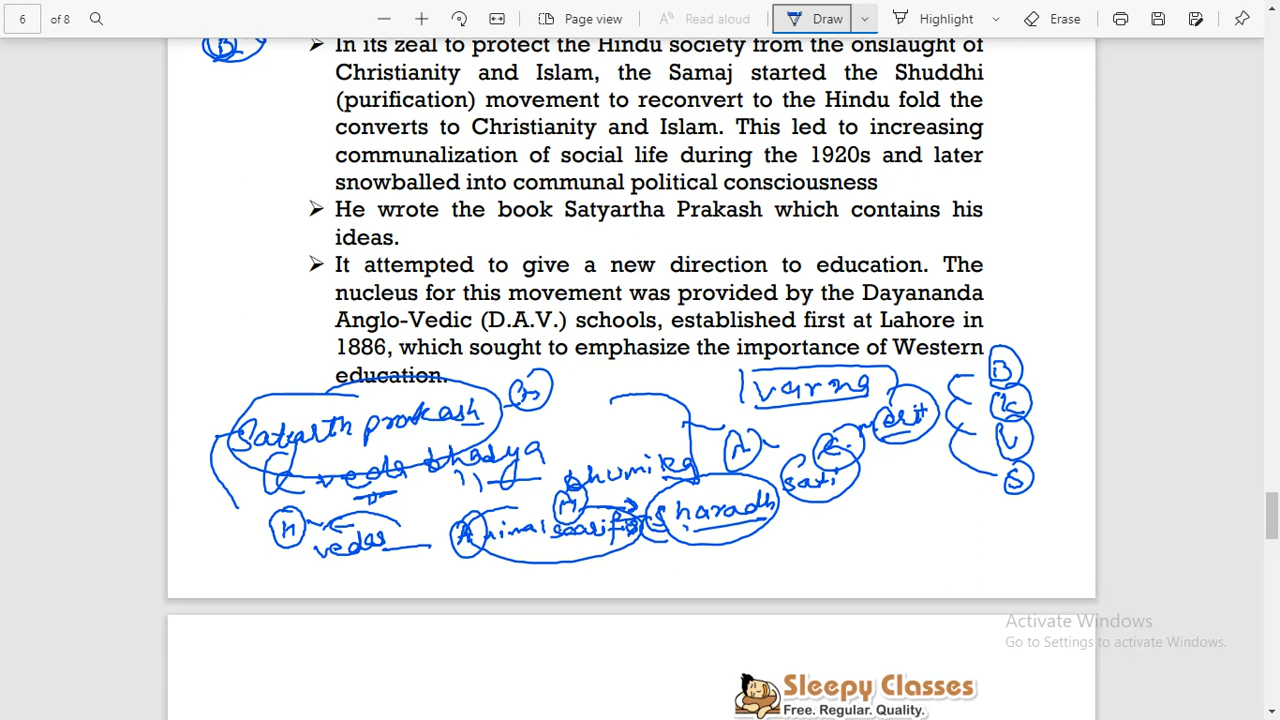 6 of 8 Page view Read aloud Draw Highlight Erase
In its zeal to protect the Hindu society from the onslaught of
Christianity and Islam, the Samaj started the Shuddhi
(purification) movement to reconvert to the Hindu fold the
converts to Christianity and Islam. This led to increasing
communalization of social life during the 1920s and later
snowballed into communal political consciousness
He wrote the book Satyartha Prakash which contains his
ideas.
It attempted to give a new direction to education. The
nucleus for this movement was provided by the Dayananda
Anglo-Vedic (D.A.V.) schools, established first at Lahore in
1886, which sought to emphasize the importance of Western
education.
varna
B
K
V
S
Satyarth prakash
veda bhadya
bhumika
sati
H
vedas
sharadh
Activate Windows
Go to Settings to activate Windows.
Sleepy Classes
Free. Regular. Quality.